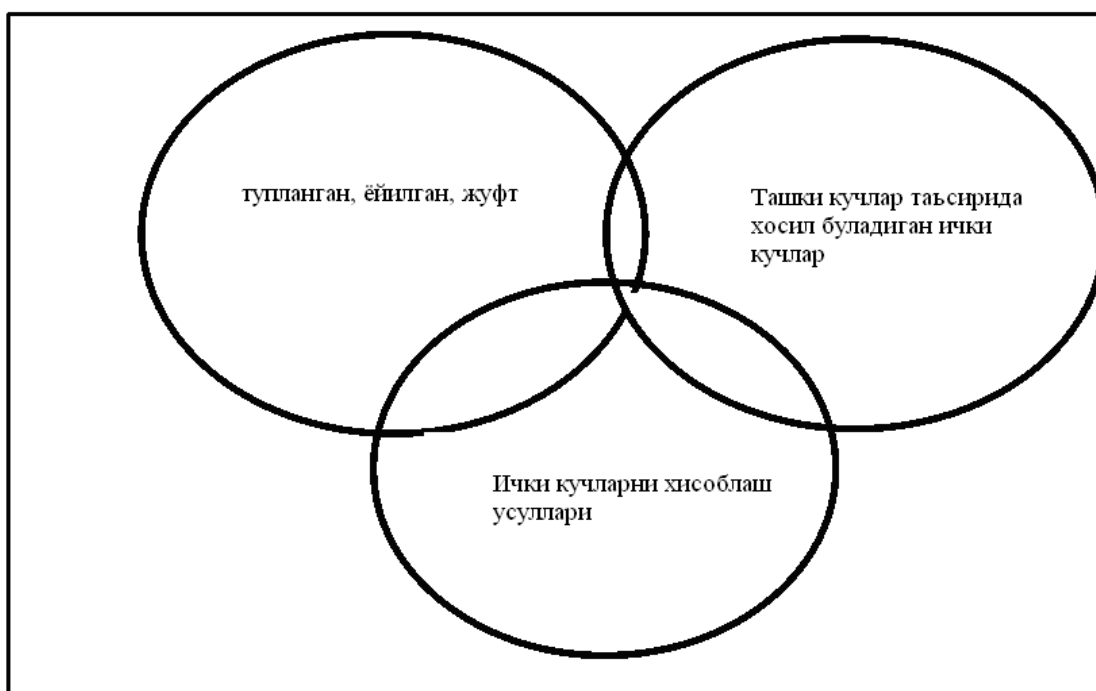 тупланган, ёйилган, жуфт
Ташки кучлар таьсирида
хосил буладиган ички
кучлар
Ички кучларни хисоблаш
усуллари